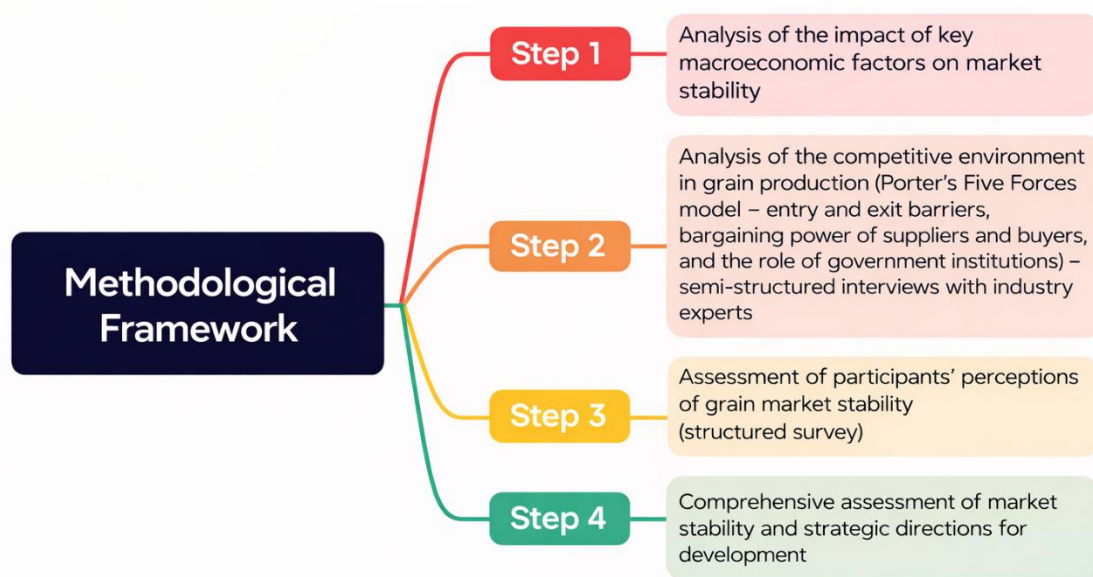 Methodological
Framework
Step 1
Analysis of the impact of key
macroeconomic factors on market
stability
Step 2
Analysis of the competitive environment
in grain production (Porter’s Five Forces
model – entry and exit barriers,
bargaining power of suppliers and buyers,
and the role of government institutions) –
semi-structured interviews with industry
experts
Step 3
Assessment of participants’ perceptions
of grain market stability
(structured survey)
Step 4
Comprehensive assessment of market
stability and strategic directions for
development